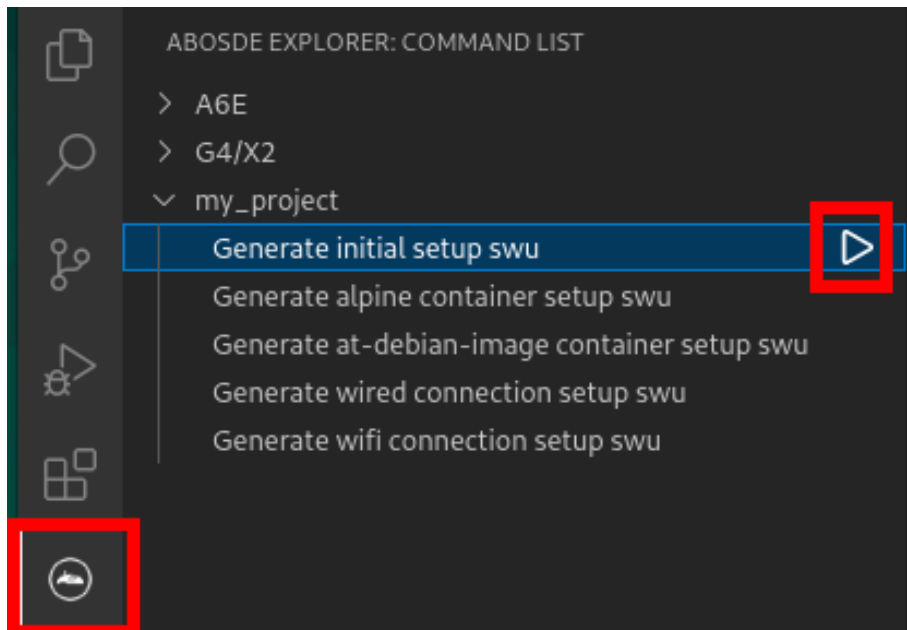 ABOSDE EXPLORER: COMMAND LIST
A6E
G4/X2
my_project
Generate initial setup swu
Generate alpine container setup swu
Generate at-debian-image container setup swu
Generate wired connection setup swu
Generate wifi connection setup swu